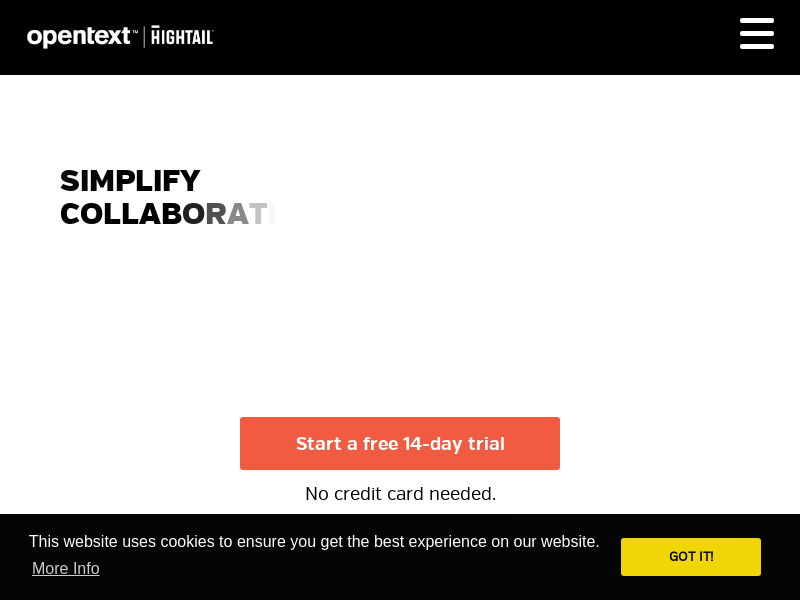 opentext™ | HIGHTAIL
SIMPLIFY
COLLABORATI
Start a free 14-day trial
No credit card needed.
This website uses cookies to ensure you get the best experience on our website.
More Info
GOT IT!